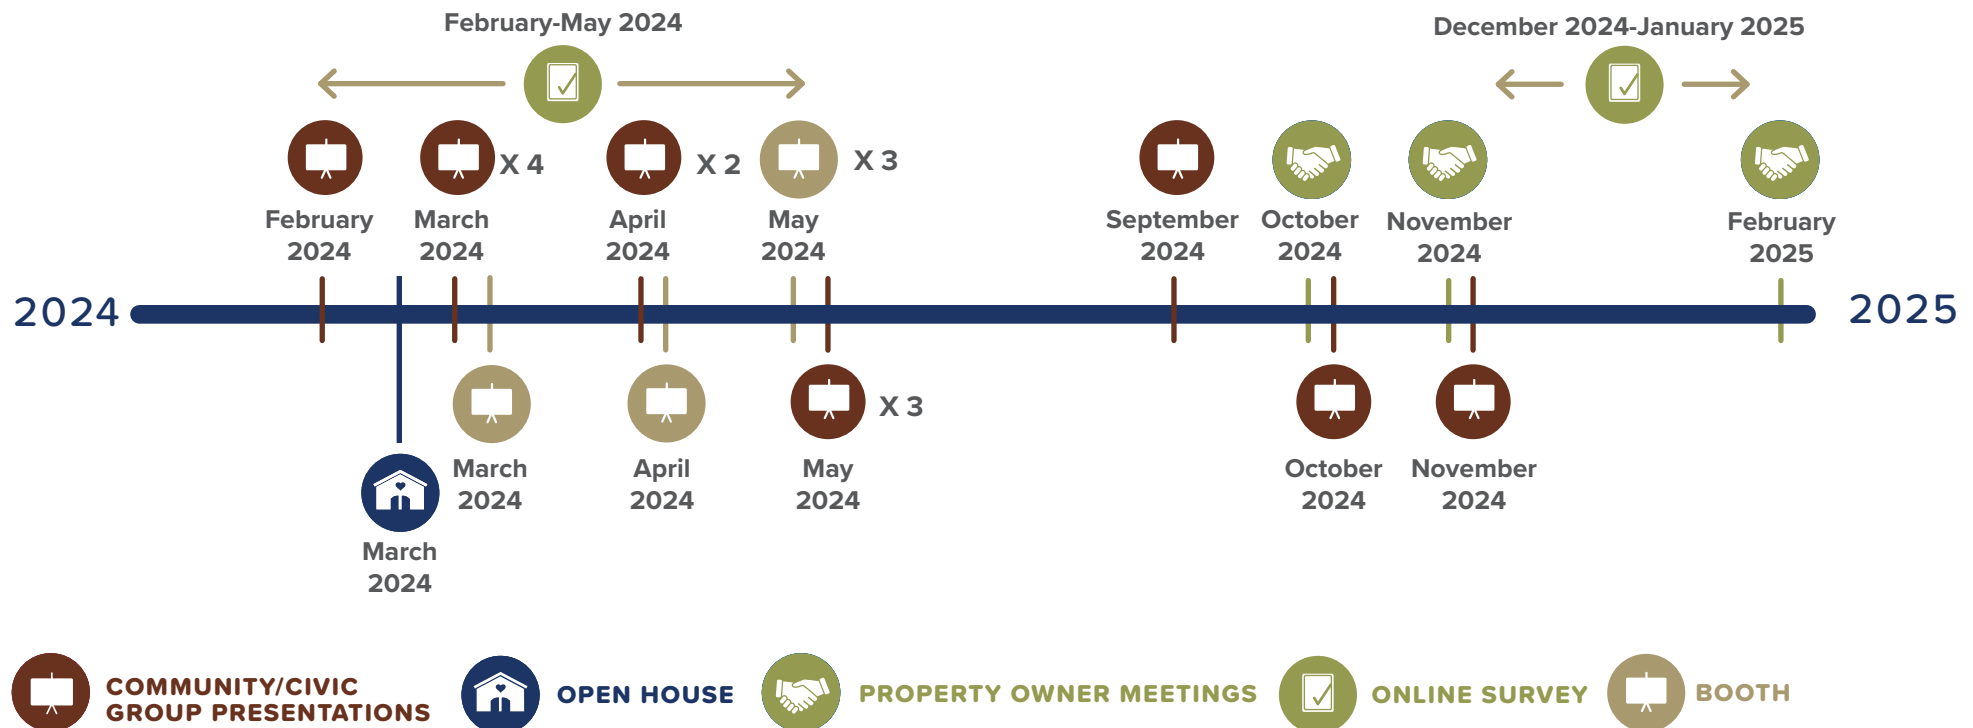 February-May 2024
December 2024-January 2025
X 4
X 2
X 3
February
2024
March
2024
April
2024
May
2024
September
2024
October
2024
November
2024
February
2025
2024
2025
X 3
March
2024
April
2024
May
2024
October
2024
November
2024
March
2024
COMMUNITY/CIVIC
GROUP PRESENTATIONS
OPEN HOUSE
PROPERTY OWNER MEETINGS
ONLINE SURVEY
BOOTH